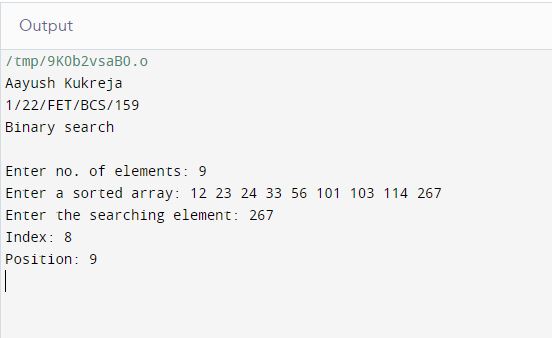 Output
/tmp/9KOb2vsaBO.o
Aayush Kukreja
1/22/FET/BCS/159
Binary search
Enter no. of elements: 9
Enter a sorted array: 12 23 24 33 56 101 103 114 267
Enter the searching element: 267
Index: 8
Position: 9